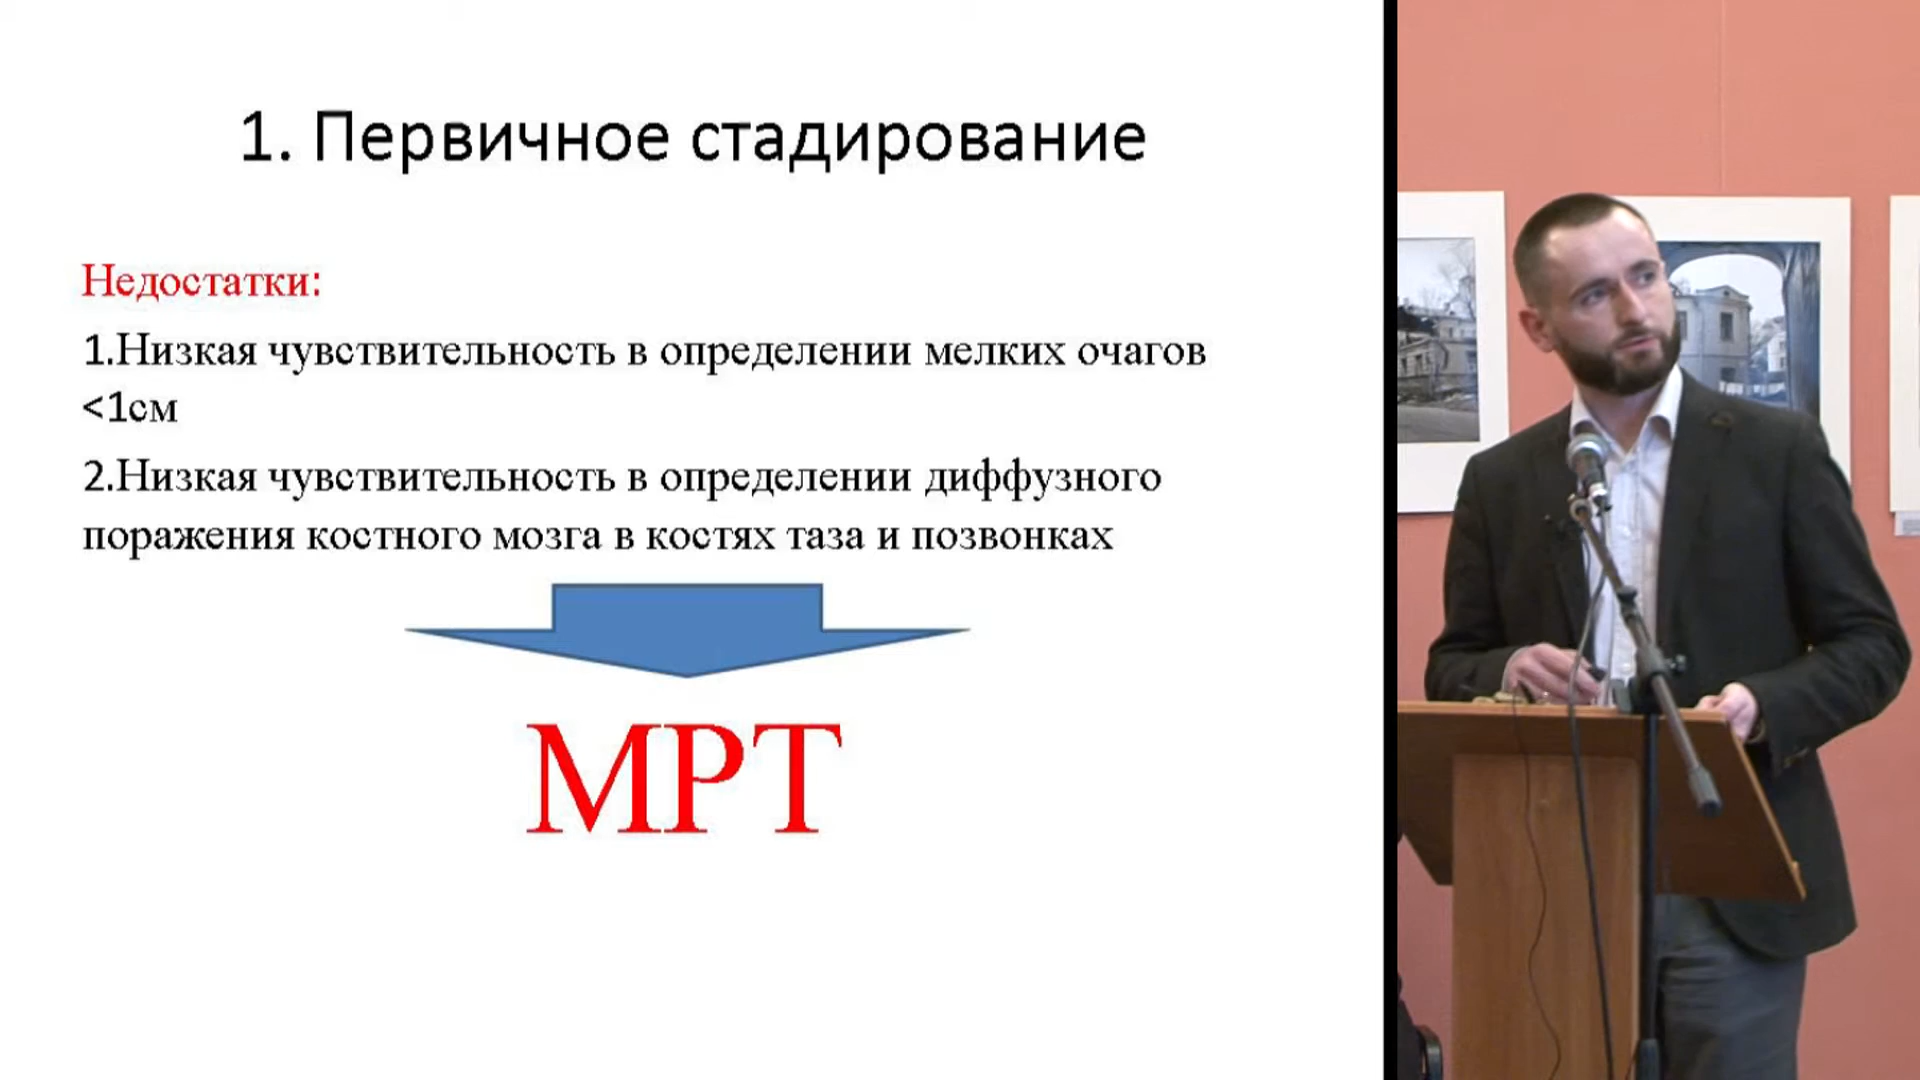 1. Первичное стадирование
Недостатки:
1.Низкая чувствительность в определении мелких очагов
<1см
2.Низкая чувствительность в определении диффузного
поражения костного мозга в костях таза и позвонках
МРТ